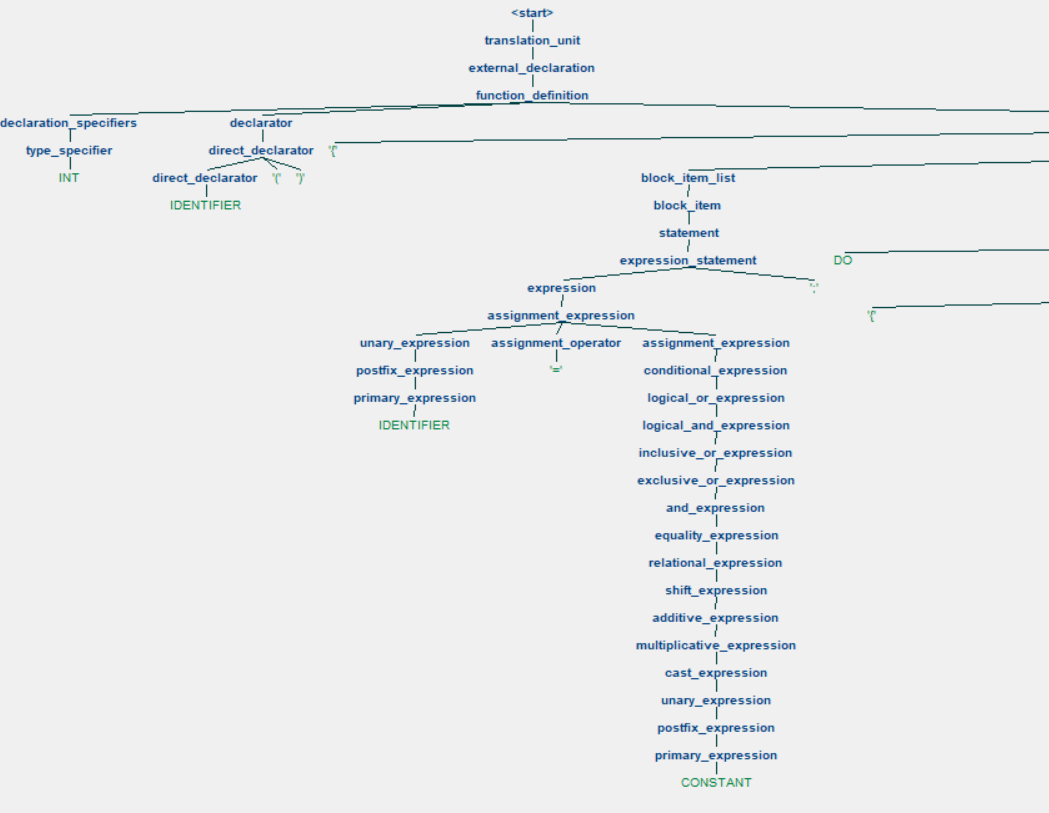 <start>
translation_unit
external_declaration
function_definition
declaration_specifiers declarator
type_specifier direct_declarator '{'
INT direct_declarator '(' ')' block_item_list
IDENTIFIER block_item
statement
expression_statement DO
expression ';'
assignment_expression '{'
unary_expression assignment_operator assignment_expression
postfix_expression '=' conditional_expression
primary_expression logical_or_expression
IDENTIFIER logical_and_expression
inclusive_or_expression
exclusive_or_expression
and_expression
equality_expression
relational_expression
shift_expression
additive_expression
multiplicative_expression
cast_expression
unary_expression
postfix_expression
primary_expression
CONSTANT